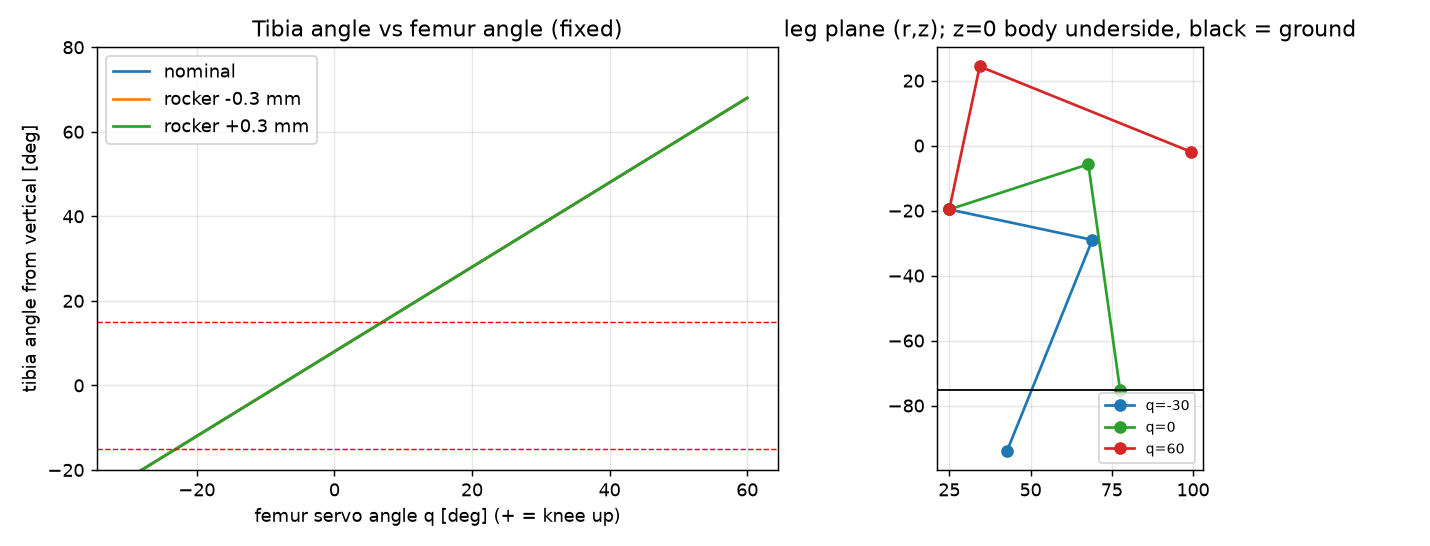 Tibia angle vs femur angle (fixed)
80
60
40
20
0
−20
−20
0
20
40
60
tibia angle from vertical [deg]
femur servo angle q [deg] (+ = knee up)
nominal
rocker -0.3 mm
rocker +0.3 mm
leg plane (r,z); z=0 body underside, black = ground
20
0
−20
−40
−60
−80
25
50
75
100
q=-30
q=0
q=60